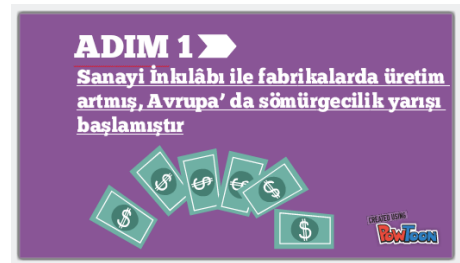 ADIM 1
Sanayi İnkılâbı ile fabrikalarda üretim
artmış, Avrupa’ da sömürgecilik yarışı
başlamıştır
$ $ $ € $ $ $
CREATED USING
POWTOON